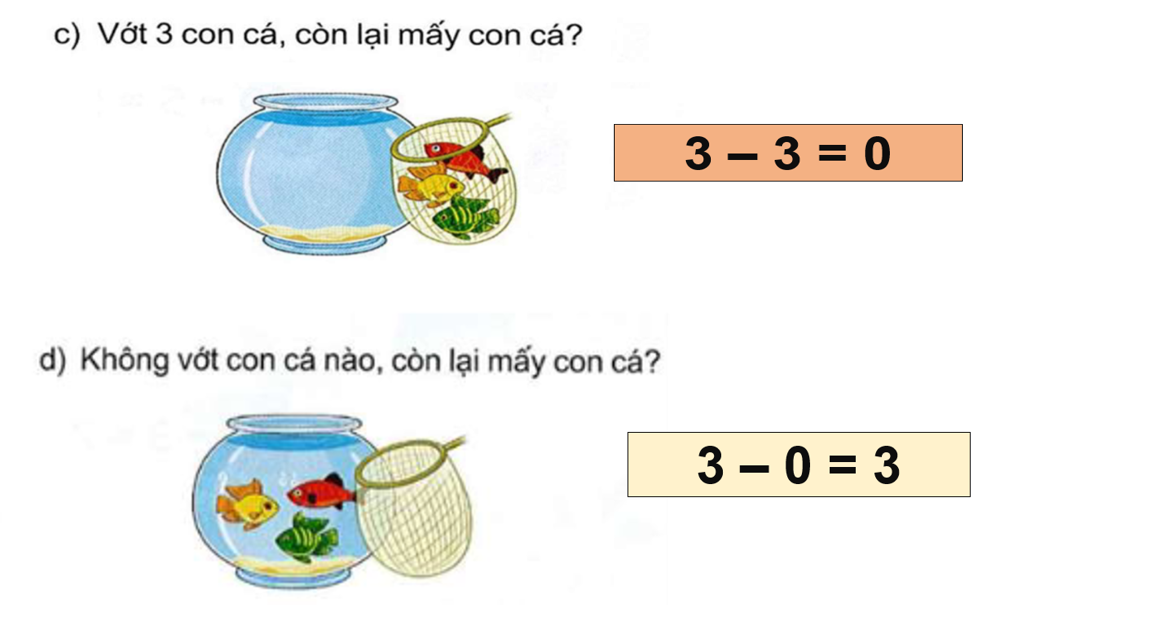 c) Vớt 3 con cá, còn lại mấy con cá?
3 – 3 = 0
d) Không vớt con cá nào, còn lại mấy con cá?
3 – 0 = 3